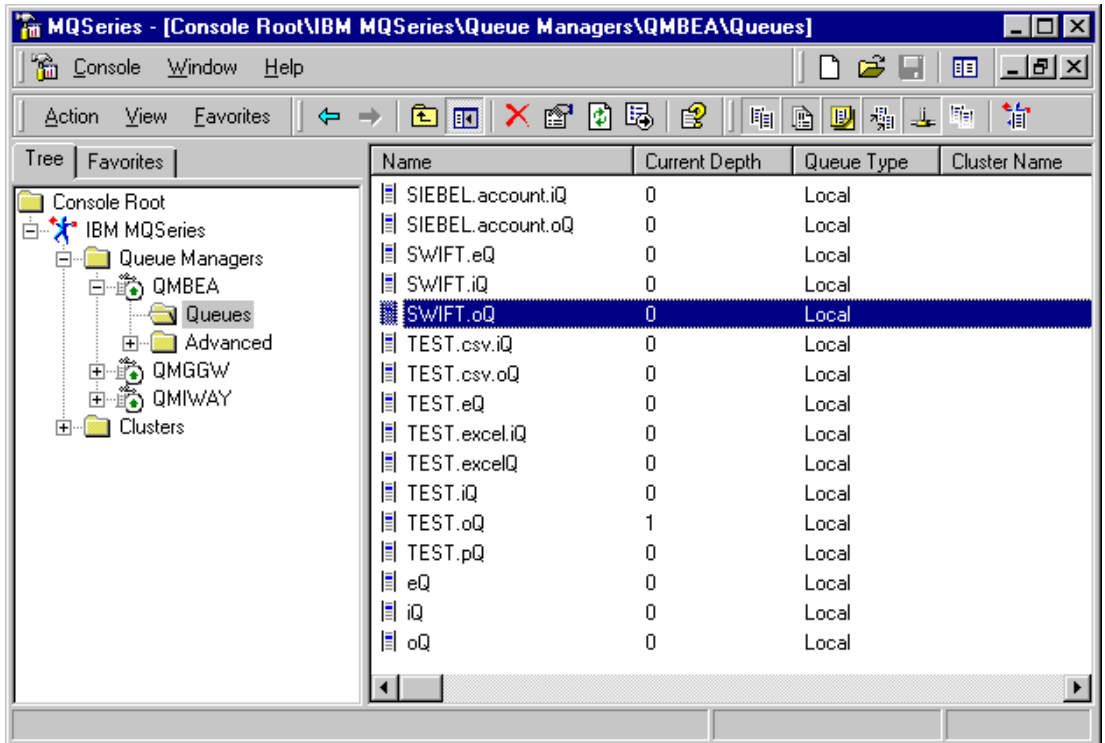 MQSeries - [Console Root\IBM MQSeries\Queue Managers\QMBEA\Queues]
Console Window Help
Action View Favorites
Tree Favorites
Console Root
IBM MQSeries
Queue Managers
QMBEA
Queues
Advanced
QMGGW
QMIWAY
Clusters
Name Current Depth Queue Type Cluster Name
SIEBEL.account.iQ 0 Local
SIEBEL.account.oQ 0 Local
SWIFT.eQ 0 Local
SWIFT.iQ 0 Local
SWIFT.oQ 0 Local
TEST.csv.iQ 0 Local
TEST.csv.oQ 0 Local
TEST.eQ 0 Local
TEST.excel.iQ 0 Local
TEST.excelQ 0 Local
TEST.iQ 0 Local
TEST.oQ 1 Local
TEST.pQ 0 Local
eQ 0 Local
iQ 0 Local
oQ 0 Local